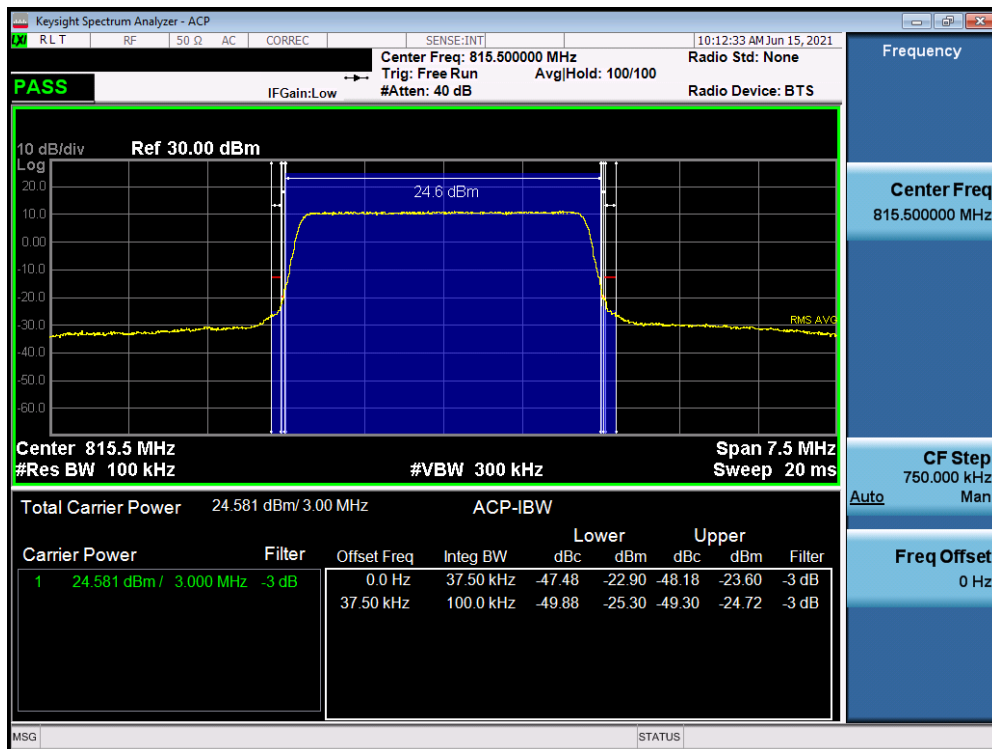 Keysight Spectrum Analyzer - ACP
LXI RLT RF 50 Ω AC CORREC SENSE:INT 10:12:33 AM Jun 15, 2021
Center Freq: 815.500000 MHz Radio Std: None
Trig: Free Run Avg|Hold: 100/100
PASS IFGain:Low #Atten: 40 dB Radio Device: BTS
Frequency
10 dB/div Ref 30.00 dBm
Log
20.0
24.6 dBm
10.0
0.00
-10.0
-20.0
-30.0
RMS AVG
-40.0
-50.0
-60.0
Center 815.5 MHz Span 7.5 MHz
#Res BW 100 kHz #VBW 300 kHz Sweep 20 ms
Center Freq
815.500000 MHz
CF Step
750.000 kHz
Auto Man
Freq Offset
0 Hz
Total Carrier Power 24.581 dBm/ 3.00 MHz ACP-IBW
Lower Upper
Carrier Power Filter Offset Freq Integ BW dBc dBm dBc dBm Filter
1 24.581 dBm / 3.000 MHz -3 dB 0.0 Hz 37.50 kHz -47.48 -22.90 -48.18 -23.60 -3 dB
37.50 kHz 100.0 kHz -49.88 -25.30 -49.30 -24.72 -3 dB
MSG STATUS